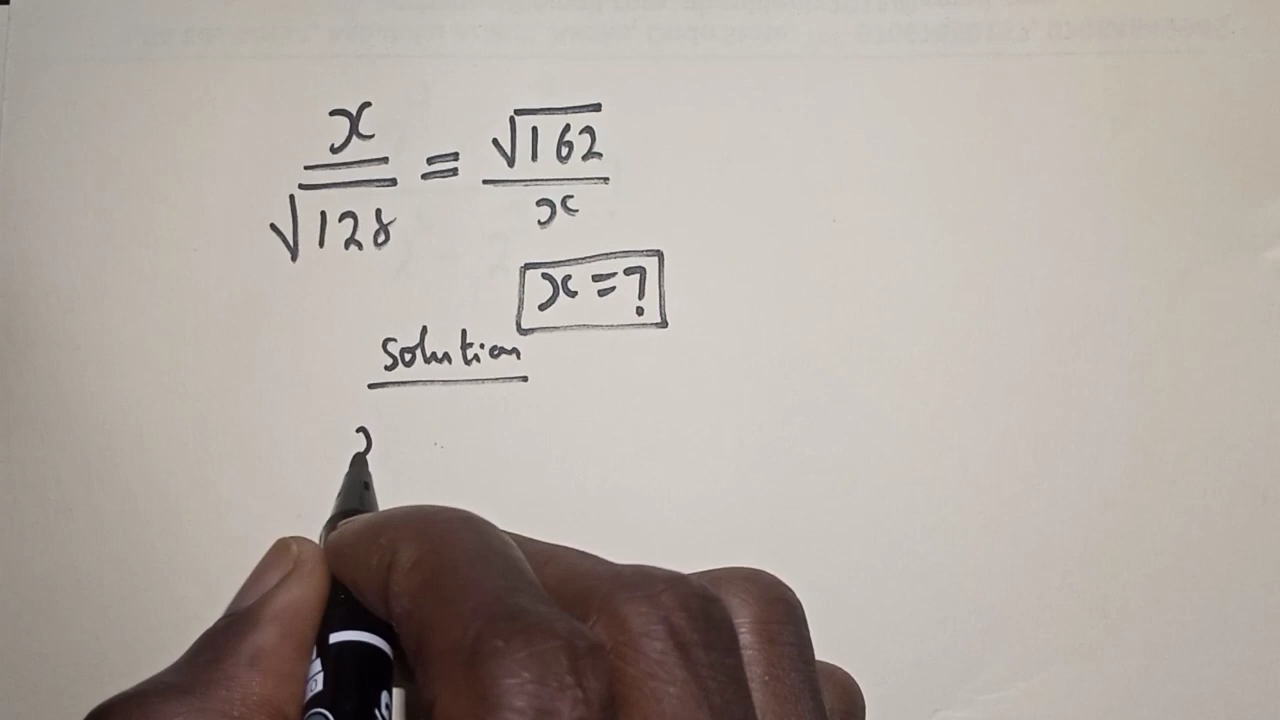 x/√128 = √162/x
x = ?
Solution